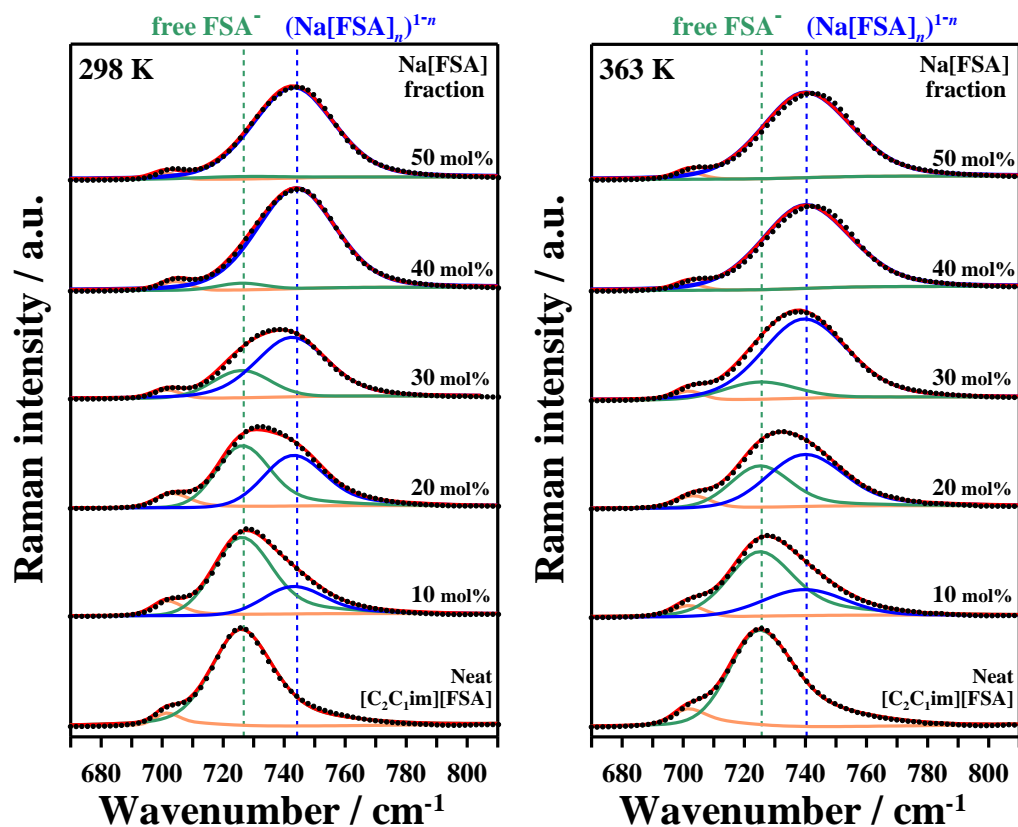 free FSA⁻ (Na[FSA]ₙ)¹⁻ⁿ
298 K
Na[FSA]
fraction
50 mol%
40 mol%
30 mol%
20 mol%
10 mol%
Neat
[C₂C₁im][FSA]
680 700 720 740 760 780 800
Wavenumber / cm⁻¹
Raman intensity / a.u.
free FSA⁻ (Na[FSA]ₙ)¹⁻ⁿ
363 K
Na[FSA]
fraction
50 mol%
40 mol%
30 mol%
20 mol%
10 mol%
Neat
[C₂C₁im][FSA]
680 700 720 740 760 780 800
Wavenumber / cm⁻¹
Raman intensity / a.u.